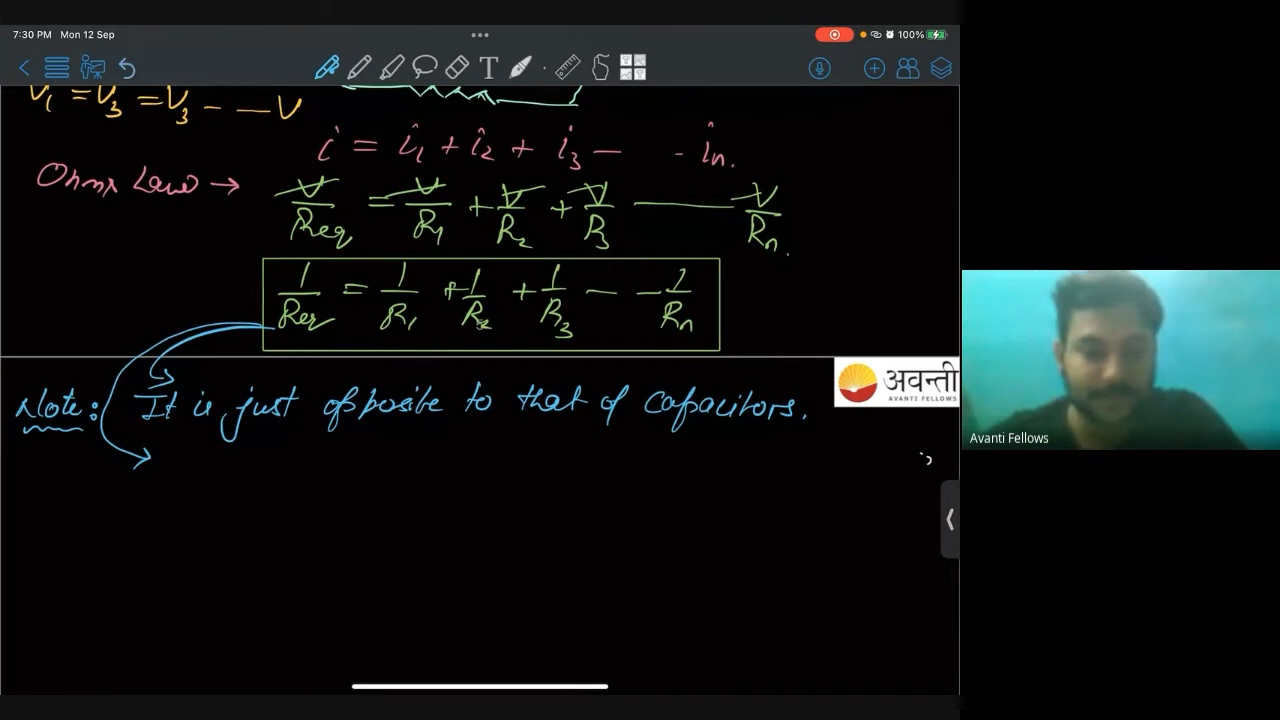 7:30 PM Mon 12 Sep
100%
V₁ = V₃ = V₃ - - - V
i = i₁ + i₂ + i₃ - - in.
Ohm's Law →
V/Req = V/R₁ + V/R₂ + V/R₃ ——— V/Rn.
1/Req = 1/R₁ + 1/R₂ + 1/R₃ - - 1/Rn
Note: It is just opposite to that of capacitors.
अवन्ती
AVANTI FELLOWS
Avanti Fellows